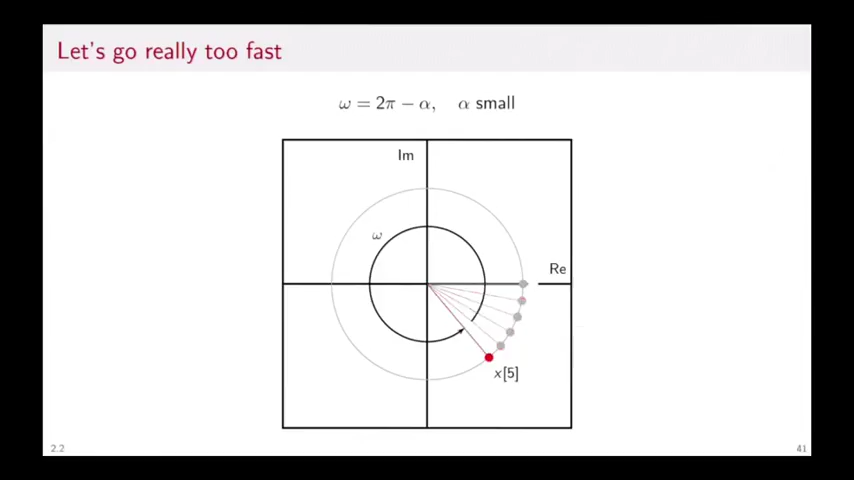 Let's go really too fast
ω = 2π − α, α small
Im
ω
Re
x[5]
2.2
41